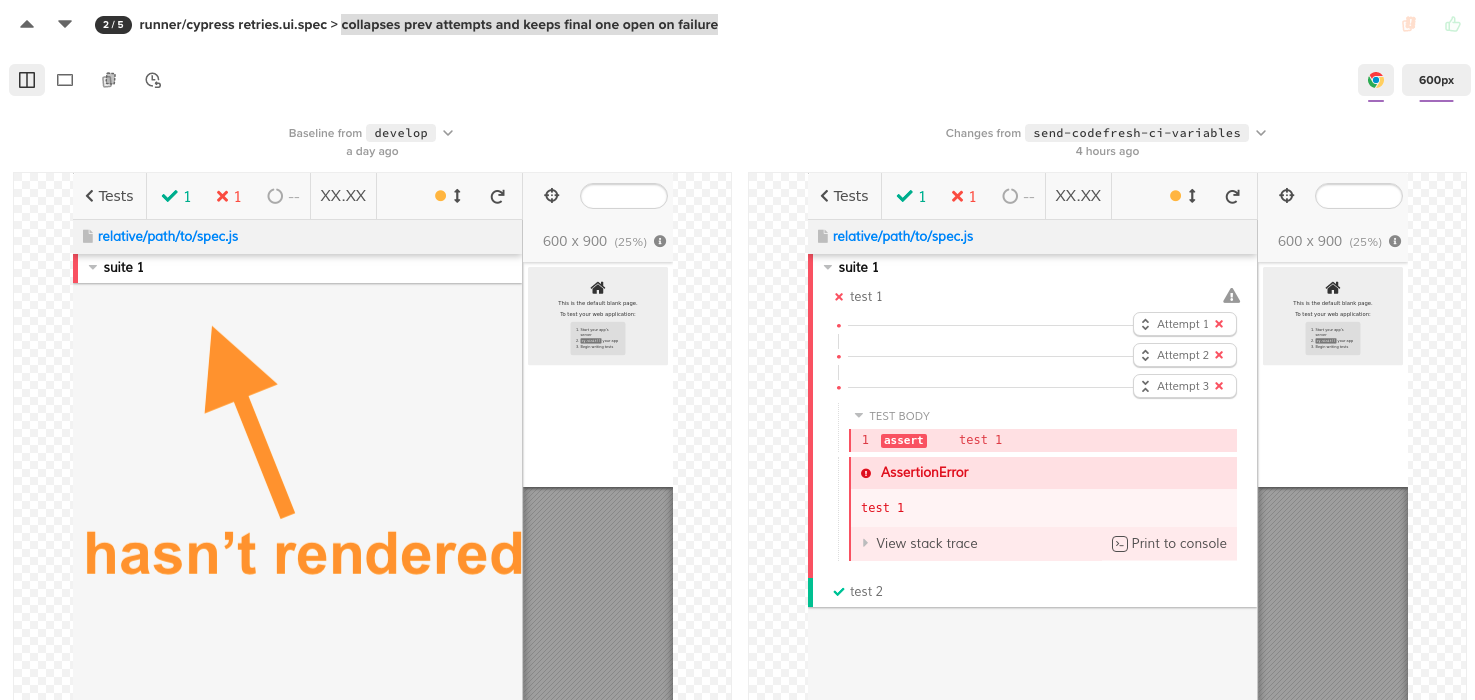 2 / 5 runner/cypress retries.ui.spec > collapses prev attempts and keeps final one open on failure
600px
Baseline from develop
a day ago
Tests 1 1 -- XX.XX
relative/path/to/spec.js
600 x 900 (25%)
suite 1
This is the default blank page.
To test your web application:
1. Start your app's
server
2. your app
3. Begin writing tests
hasn't rendered
Changes from send-codefresh-ci-variables
4 hours ago
Tests 1 1 -- XX.XX
relative/path/to/spec.js
600 x 900 (25%)
suite 1
test 1
Attempt 1
Attempt 2
Attempt 3
TEST BODY
1 assert test 1
AssertionError
test 1
View stack trace Print to console
test 2
This is the default blank page.
To test your web application:
1. Start your app's
server
2. your app
3. Begin writing tests